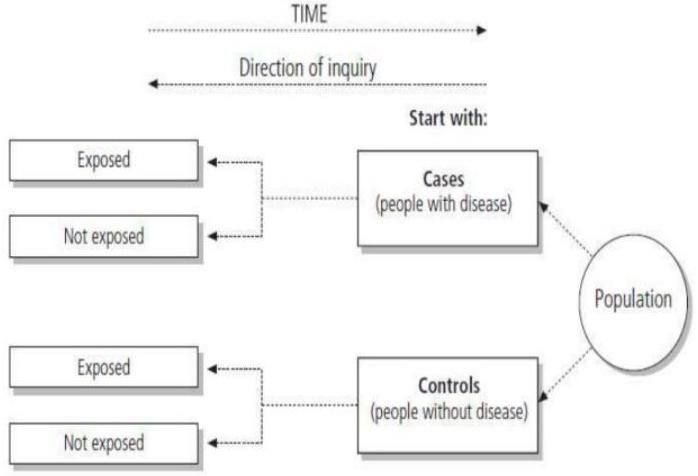 TIME
Direction of inquiry
Start with:
Exposed
Not exposed
Cases
(people with disease)
Population
Exposed
Not exposed
Controls
(people without disease)